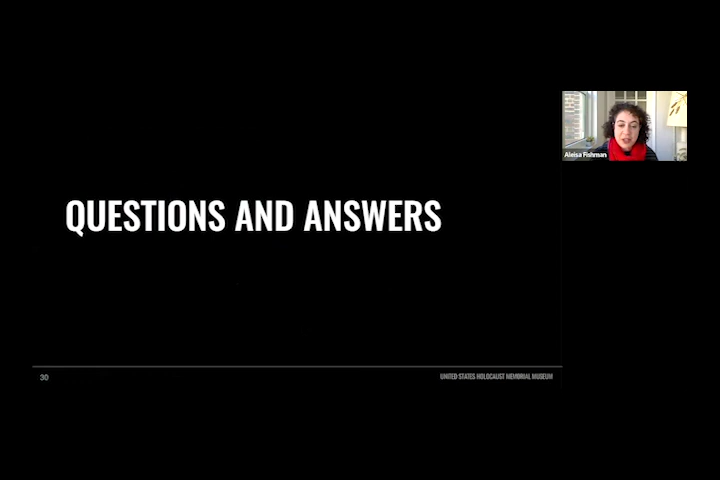 Aleisa Fishman
QUESTIONS AND ANSWERS
30
UNITED STATES HOLOCAUST MEMORIAL MUSEUM